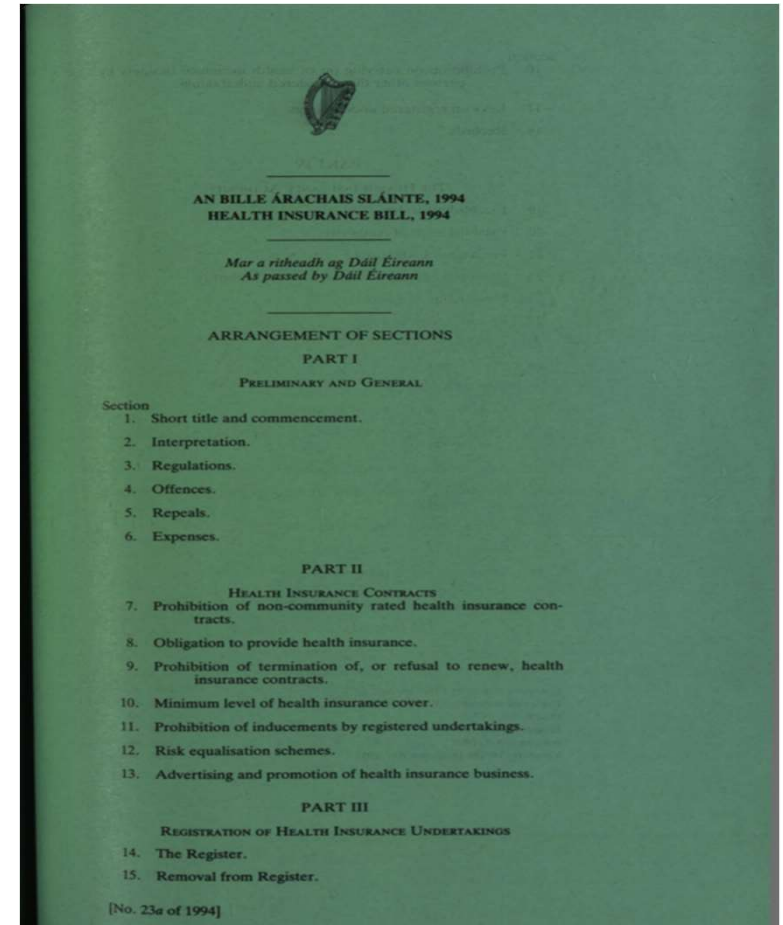 AN BILLE ÁRACHAIS SLÁINTE, 1994
HEALTH INSURANCE BILL, 1994
Mar a ritheadh ag Dáil Éireann
As passed by Dáil Éireann
ARRANGEMENT OF SECTIONS
PART I
PRELIMINARY AND GENERAL
Section
1. Short title and commencement.
2. Interpretation.
3. Regulations.
4. Offences.
5. Repeals.
6. Expenses.
PART II
HEALTH INSURANCE CONTRACTS
7. Prohibition of non-community rated health insurance con-
tracts.
8. Obligation to provide health insurance.
9. Prohibition of termination of, or refusal to renew, health
insurance contracts.
10. Minimum level of health insurance cover.
11. Prohibition of inducements by registered undertakings.
12. Risk equalisation schemes.
13. Advertising and promotion of health insurance business.
PART III
REGISTRATION OF HEALTH INSURANCE UNDERTAKINGS
14. The Register.
15. Removal from Register.
[No. 23a of 1994]